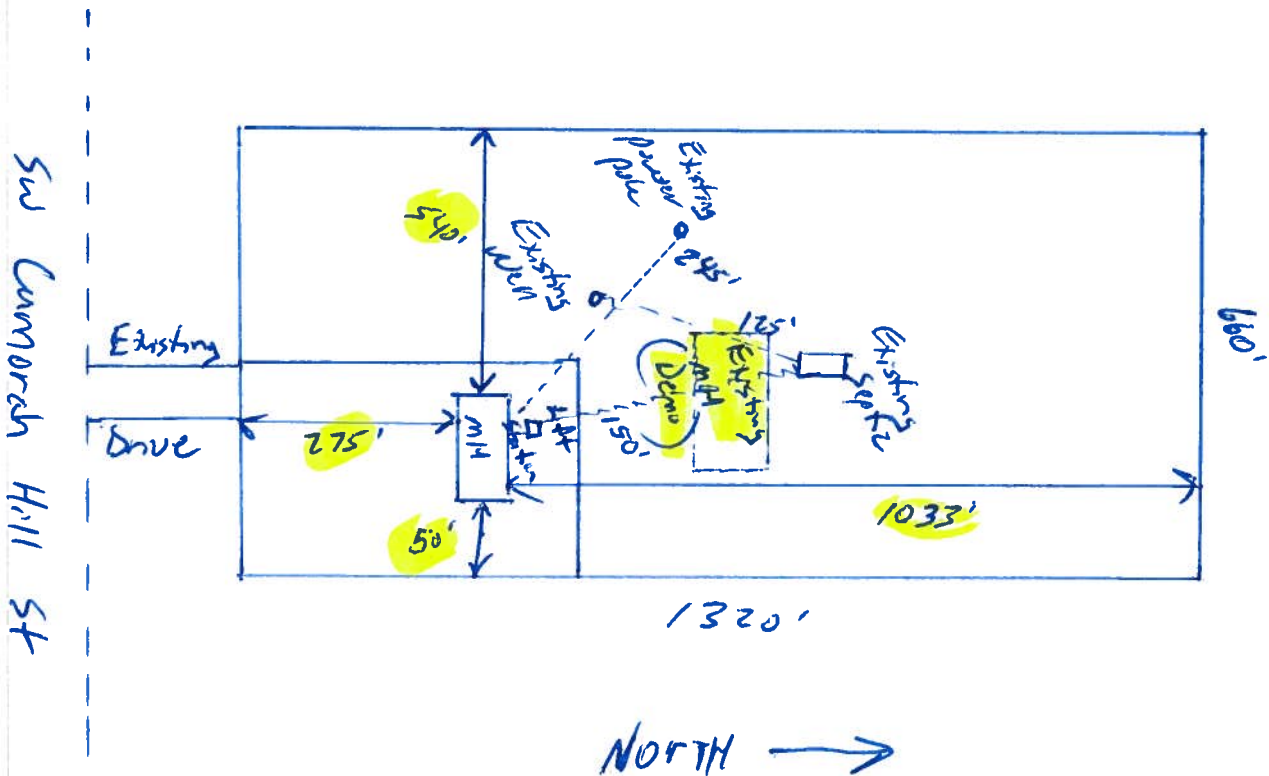 SW Cumorah Hill St
Existing
Drive
540'
275'
50'
MH
Existing
Well
Existing
power
pole
245'
125'
150'
(Demo)
Existing
MH
Existing
Septic
1033'
660'
1320'
NORTH